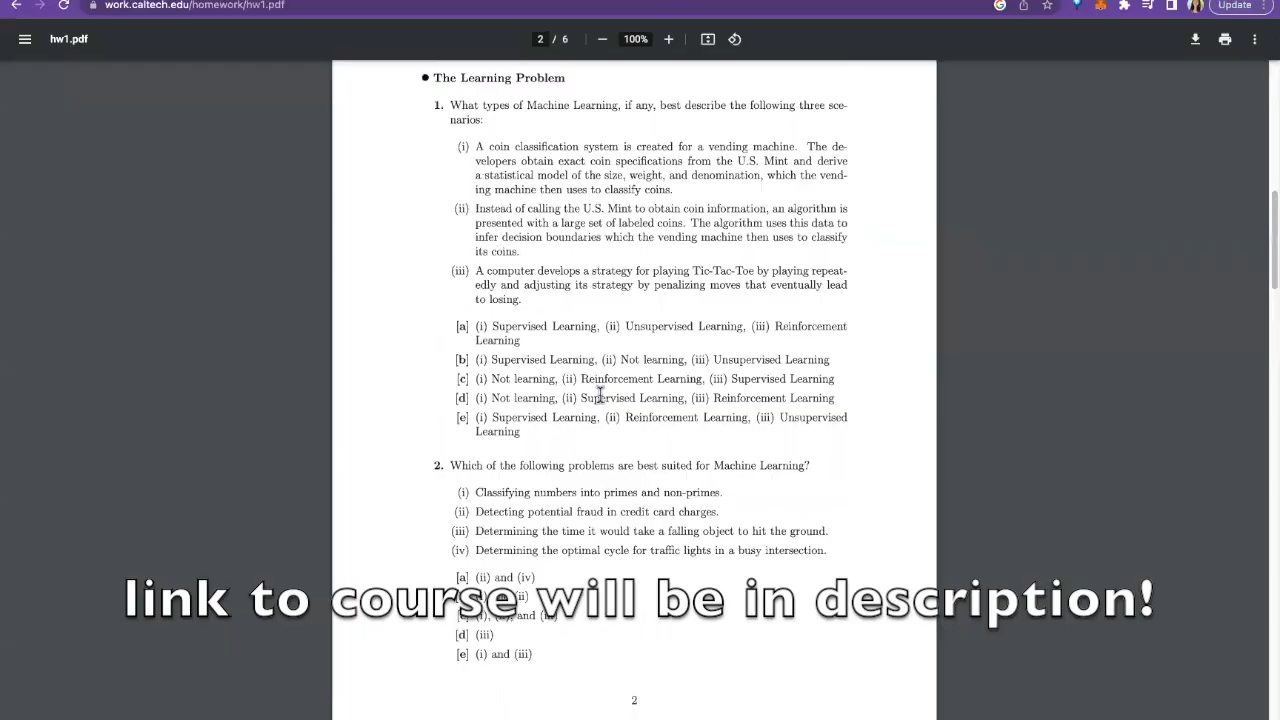 work.caltech.edu/homework/hw1.pdf
Update
hw1.pdf
2 / 6
100%
● The Learning Problem
1. What types of Machine Learning, if any, best describe the following three sce-
narios:
(i) A coin classification system is created for a vending machine. The de-
velopers obtain exact coin specifications from the U.S. Mint and derive
a statistical model of the size, weight, and denomination, which the vend-
ing machine then uses to classify coins.
(ii) Instead of calling the U.S. Mint to obtain coin information, an algorithm is
presented with a large set of labeled coins. The algorithm uses this data to
infer decision boundaries which the vending machine then uses to classify
its coins.
(iii) A computer develops a strategy for playing Tic-Tac-Toe by playing repeat-
edly and adjusting its strategy by penalizing moves that eventually lead
to losing.
[a] (i) Supervised Learning, (ii) Unsupervised Learning, (iii) Reinforcement
Learning
[b] (i) Supervised Learning, (ii) Not learning, (iii) Unsupervised Learning
[c] (i) Not learning, (ii) Reinforcement Learning, (iii) Supervised Learning
[d] (i) Not learning, (ii) Supervised Learning, (iii) Reinforcement Learning
[e] (i) Supervised Learning, (ii) Reinforcement Learning, (iii) Unsupervised
Learning
2. Which of the following problems are best suited for Machine Learning?
(i) Classifying numbers into primes and non-primes.
(ii) Detecting potential fraud in credit card charges.
(iii) Determining the time it would take a falling object to hit the ground.
(iv) Determining the optimal cycle for traffic lights in a busy intersection.
[a] (ii) and (iv)
link to course will be in description!
[d] (iii)
[e] (i) and (iii)
2